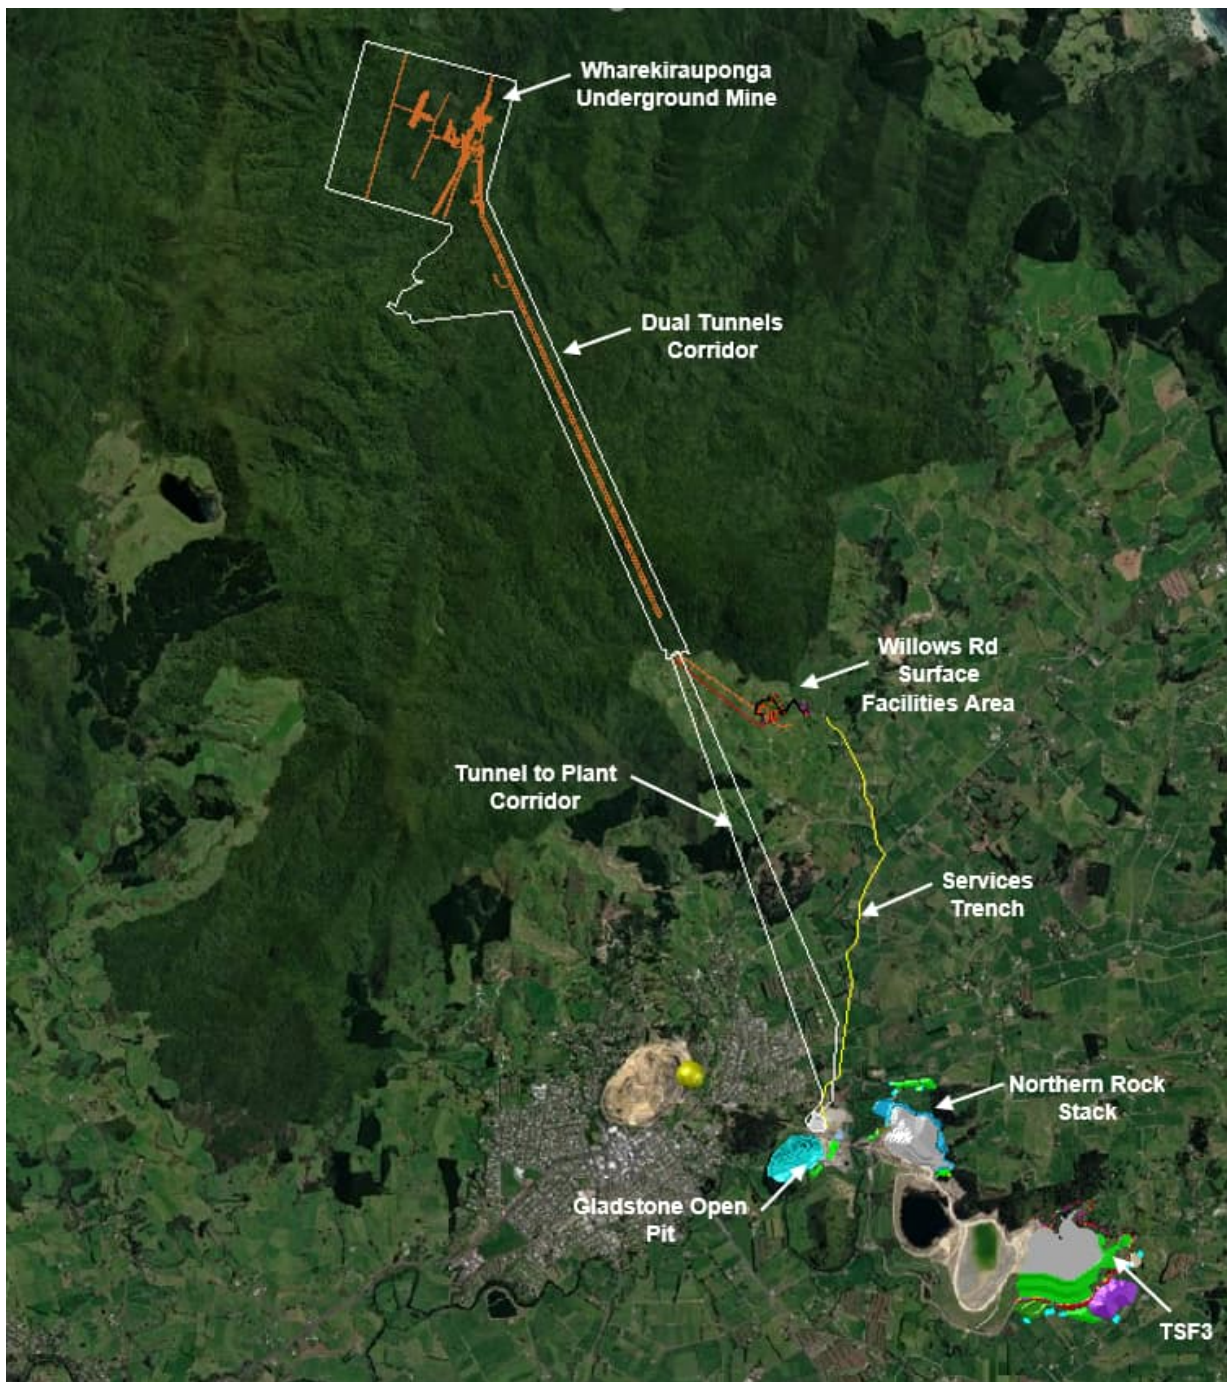 Wharekirauponga
Underground Mine
Dual Tunnels
Corridor
Willows Rd
Surface
Facilities Area
Tunnel to Plant
Corridor
Services
Trench
Northern Rock
Stack
Gladstone Open
Pit
TSF3